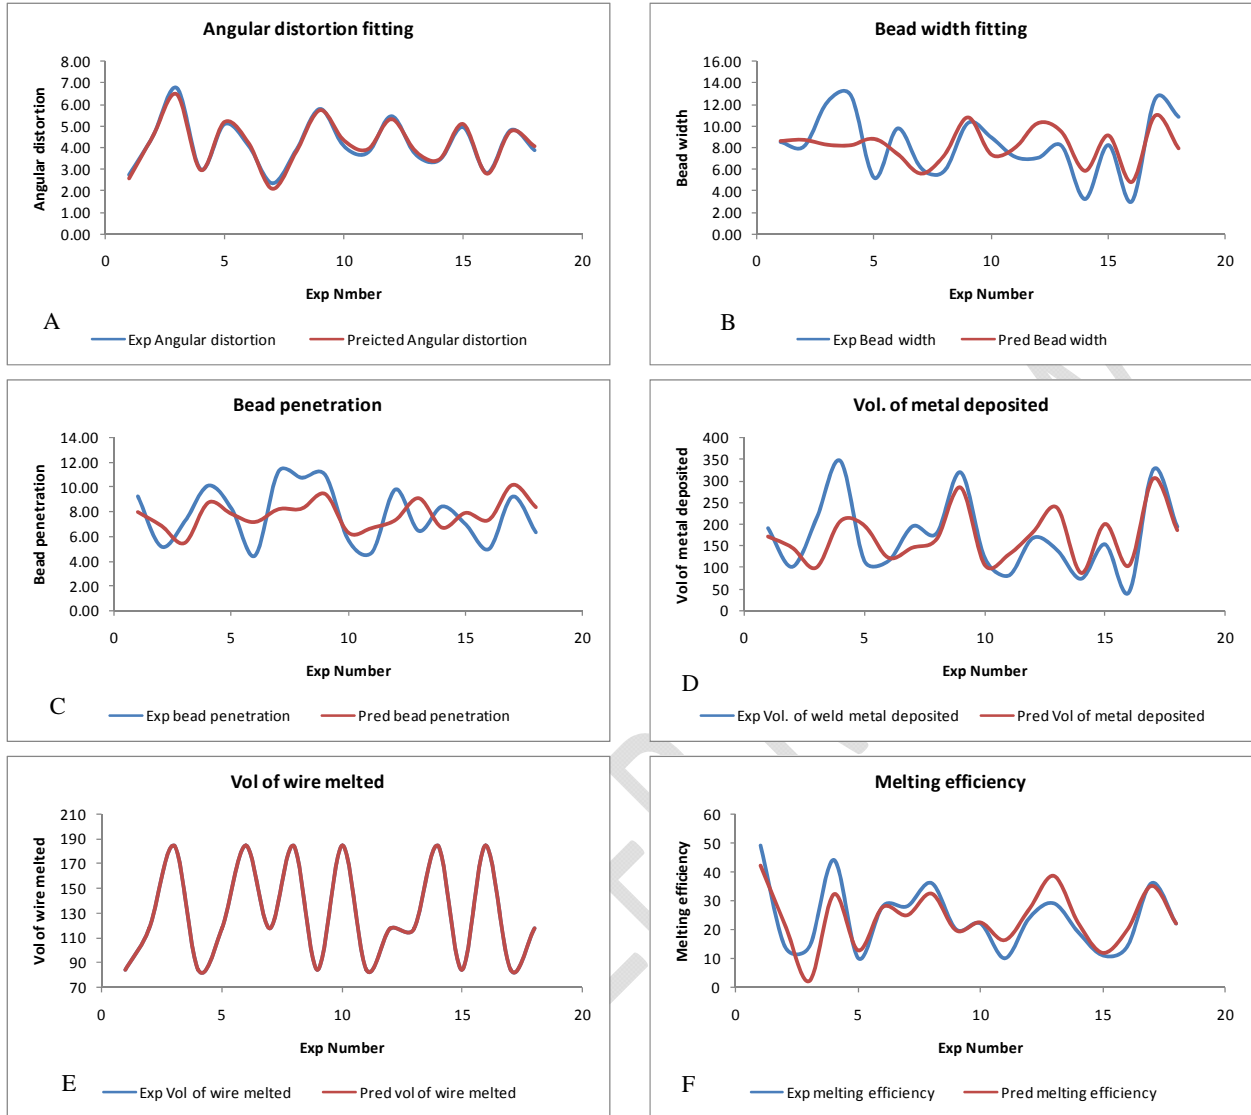 Angular distortion fitting
Angular distortion
8.00
7.00
6.00
5.00
4.00
3.00
2.00
1.00
0.00
0 5 10 15 20
Exp Nmber
A
Exp Angular distortion Preicted Angular distortion
Bead width fitting
Bead width
16.00
14.00
12.00
10.00
8.00
6.00
4.00
2.00
0.00
0 5 10 15 20
Exp Number
B
Exp Bead width Pred Bead width
Bead penetration
Bead penetration
14.00
12.00
10.00
8.00
6.00
4.00
2.00
0.00
0 5 10 15 20
Exp Number
C
Exp bead penetration Pred bead penetration
Vol. of metal deposited
Vol of metal deposited
400
350
300
250
200
150
100
50
0
0 5 10 15 20
Exp Number
D
Exp Vol. of weld metal deposited Pred Vol of metal deposited
Vol of wire melted
Vol of wire melted
210
190
170
150
130
110
90
70
0 5 10 15 20
Exp Number
E
Exp Vol of wire melted Pred vol of wire melted
Melting efficiency
Melting efficiency
60
50
40
30
20
10
0
0 5 10 15 20
Exp Number
F
Exp melting efficiency Pred melting efficiency